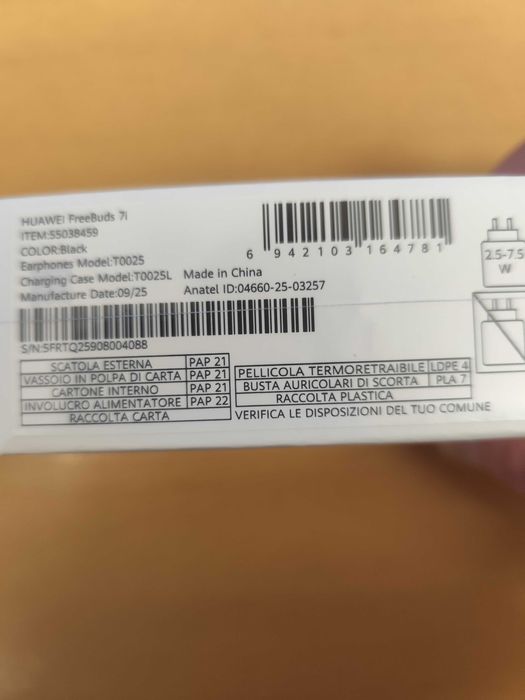 HUAWEI FreeBuds 7i
ITEM:55038459
COLOR:Black
Earphones Model:T0025
Charging Case Model:T0025L
Manufacture Date:09/25
Made in China
Anatel ID:04660-25-03257
6 942103 164781
S/N:5FRTQ25908004088
SCATOLA ESTERNA PAP 21
VASSOIO IN POLPA DI CARTA PAP 21
CARTONE INTERNO PAP 21
INVOLUCRO ALIMENTATORE PAP 22
RACCOLTA CARTA
PELLICOLA TERMORETRAIBILE LDPE 4
BUSTA AURICOLARI DI SCORTA PLA 7
RACCOLTA PLASTICA
VERIFICA LE DISPOSIZIONI DEL TUO COMUNE
2.5-7.5
W